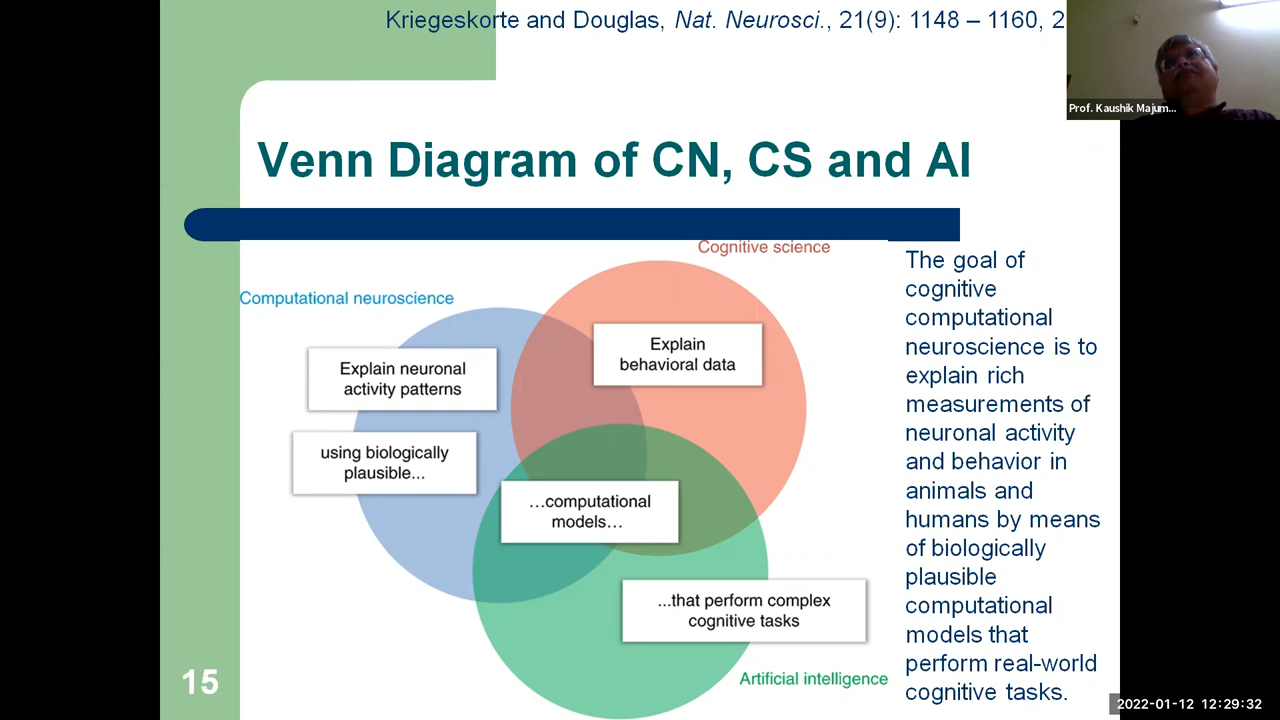 Kriegeskorte and Douglas, Nat. Neurosci., 21(9): 1148 – 1160, 2
Prof. Kaushik Majum...
Venn Diagram of CN, CS and AI
Cognitive science
Computational neuroscience
Explain
behavioral data
Explain neuronal
activity patterns
using biologically
plausible...
...computational
models...
...that perform complex
cognitive tasks
Artificial intelligence
The goal of
cognitive
computational
neuroscience is to
explain rich
measurements of
neuronal activity
and behavior in
animals and
humans by means
of biologically
plausible
computational
models that
perform real-world
cognitive tasks.
15
2022-01-12 12:29:32